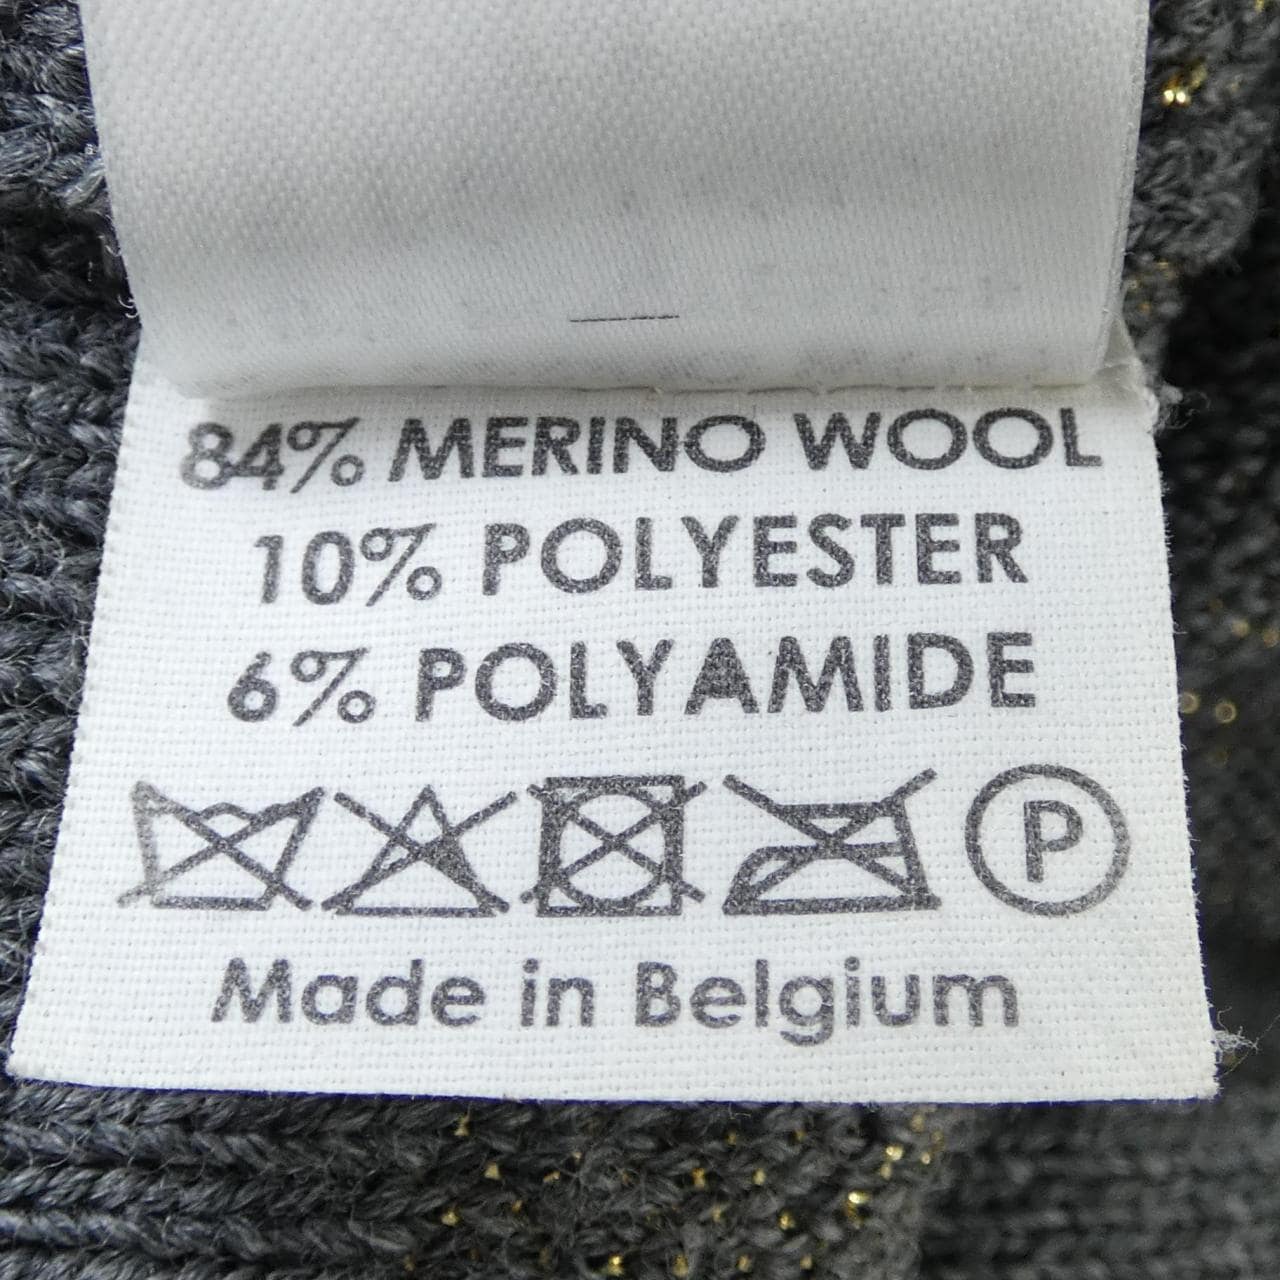 84% MERINO WOOL
10% POLYESTER
6% POLYAMIDE
P
Made in Belgium